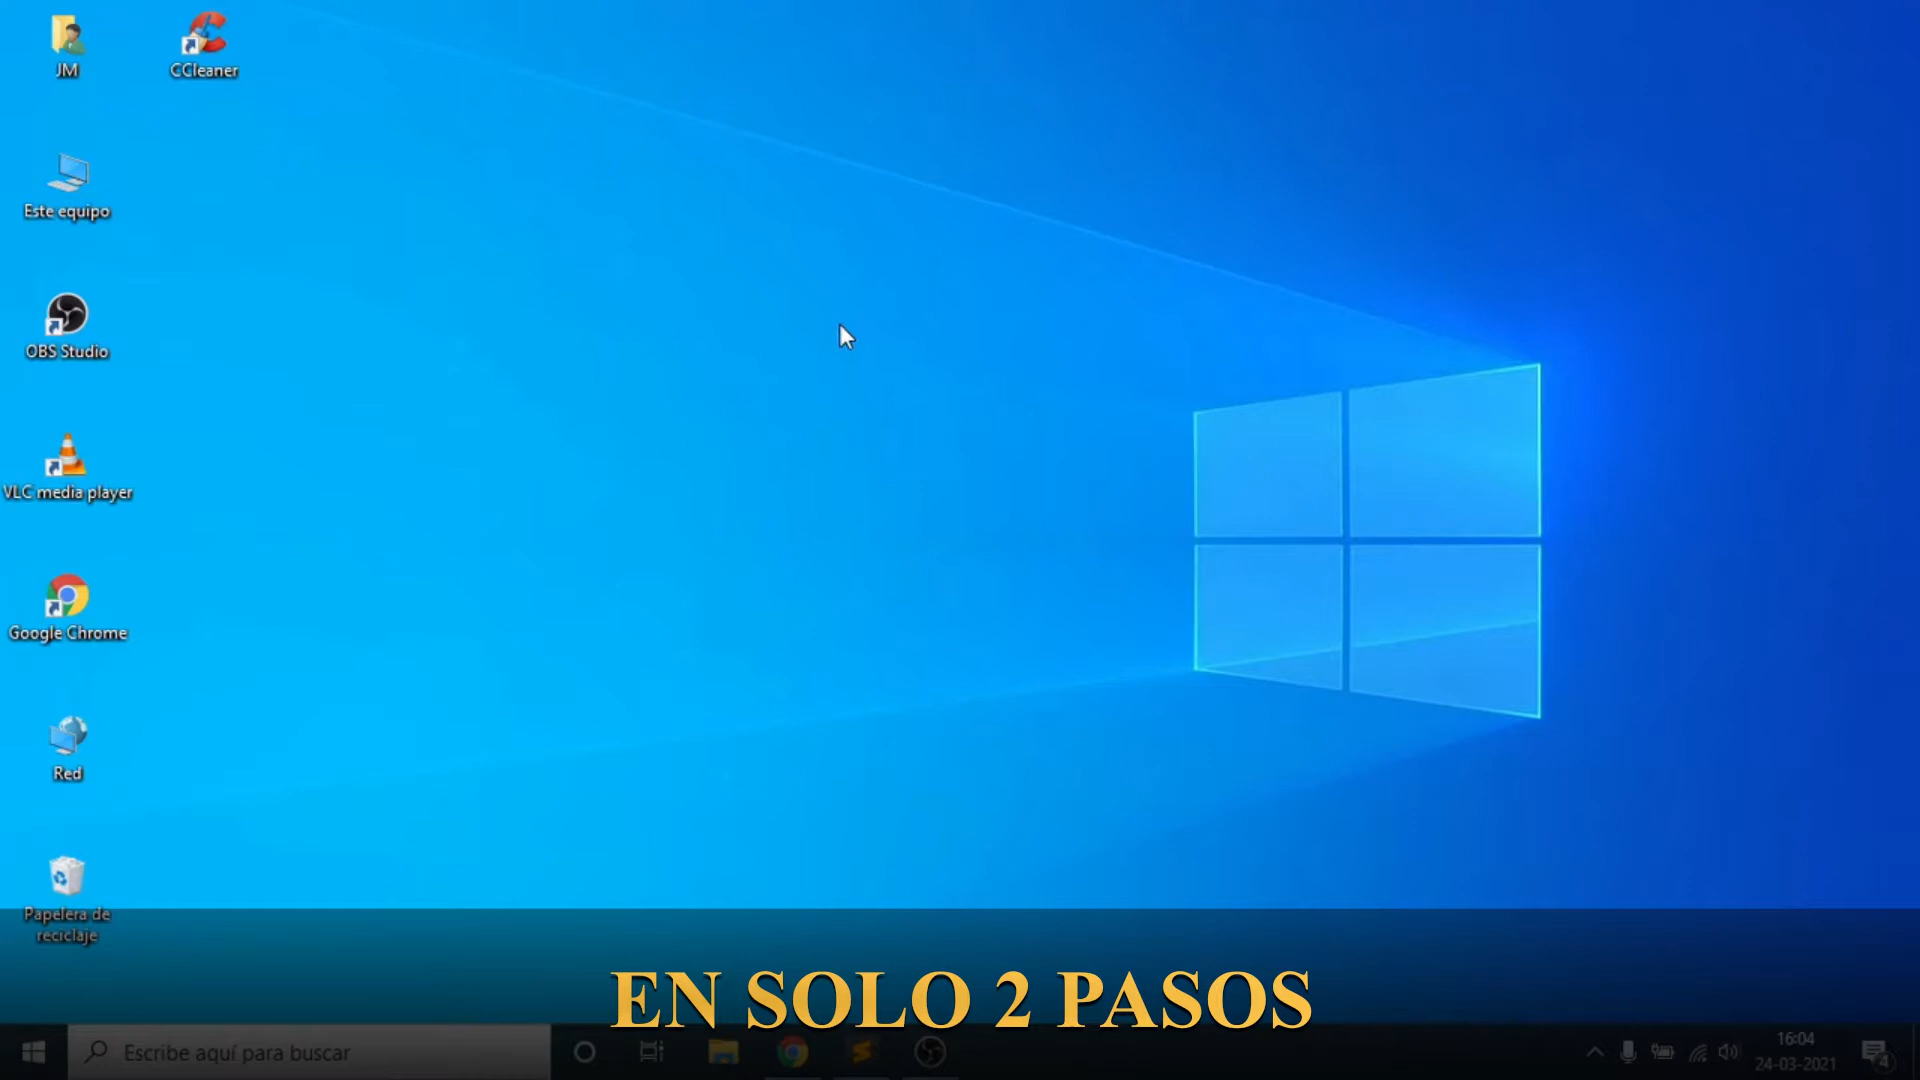 JM
CCleaner
Este equipo
OBS Studio
VLC media player
Google Chrome
Red
Papelera de
reciclaje
EN SOLO 2 PASOS
Escribe aquí para buscar
16:04
24-03-2021
4